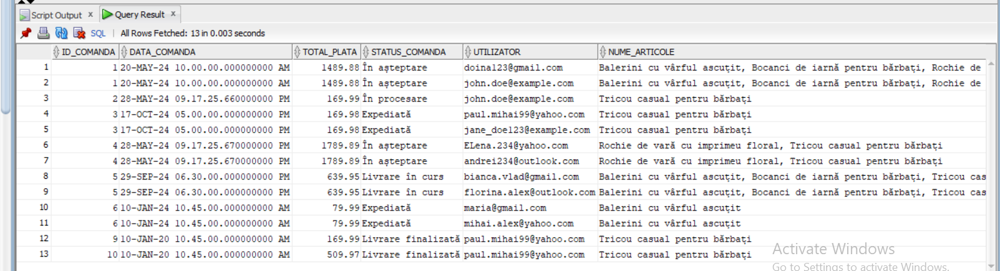 Script Output x Query Result x
SQL | All Rows Fetched: 13 in 0.003 seconds
ID_COMANDA DATA_COMANDA TOTAL_PLATA STATUS_COMANDA UTILIZATOR NUME_ARTICOLE
1 1 20-MAY-24 10.00.00.000000000 AM 1489.88 În așteptare doina123@gmail.com Balerini cu vârful ascuțit, Bocanci de iarnă pentru bărbați, Rochie de
2 1 20-MAY-24 10.00.00.000000000 AM 1489.88 În așteptare john.doe@example.com Balerini cu vârful ascuțit, Bocanci de iarnă pentru bărbați, Rochie de
3 2 28-MAY-24 09.17.25.660000000 PM 169.99 În procesare john.doe@example.com Tricou casual pentru bărbați
4 3 17-OCT-24 05.00.00.000000000 PM 169.98 Expediată paul.mihai99@yahoo.com Tricou casual pentru bărbați
5 3 17-OCT-24 05.00.00.000000000 PM 169.98 Expediată jane_doe123@example.com Tricou casual pentru bărbați
6 4 28-MAY-24 09.17.25.670000000 PM 1789.89 În așteptare ELena.234@yahoo.com Rochie de vară cu imprimeu floral, Tricou casual pentru bărbați
7 4 28-MAY-24 09.17.25.670000000 PM 1789.89 În așteptare andrei234@outlook.com Rochie de vară cu imprimeu floral, Tricou casual pentru bărbați
8 5 29-SEP-24 06.30.00.000000000 PM 639.95 Livrare în curs bianca.vlad@gmail.com Balerini cu vârful ascuțit, Bocanci de iarnă pentru bărbați, Tricou cas
9 5 29-SEP-24 06.30.00.000000000 PM 639.95 Livrare în curs florina.alex@outlook.com Balerini cu vârful ascuțit, Bocanci de iarnă pentru bărbați, Tricou cas
10 6 10-JAN-24 10.45.00.000000000 AM 79.99 Expediată maria@gmail.com Balerini cu vârful ascuțit
11 6 10-JAN-24 10.45.00.000000000 AM 79.99 Expediată mihai.alex@yahoo.com Balerini cu vârful ascuțit
12 9 10-JAN-20 10.45.00.000000000 AM 169.99 Livrare finalizată paul.mihai99@yahoo.com Tricou casual pentru bărbați
13 10 10-JAN-20 10.45.00.000000000 AM 509.97 Livrare finalizată paul.mihai99@yahoo.com Tricou casual pentru bărbați
Activate Windows
Go to Settings to activate Windows.